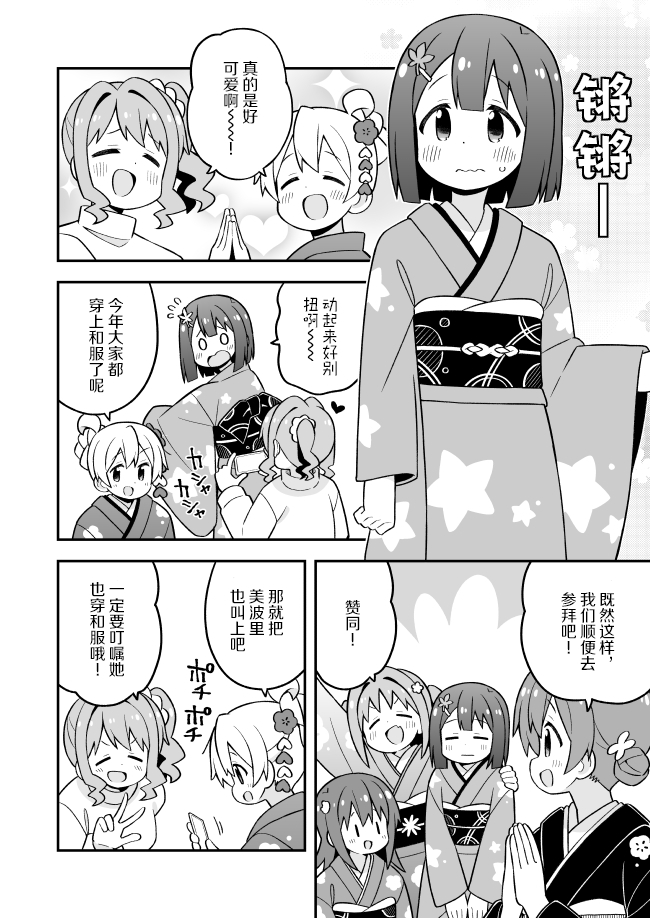 锵
锵
—
真的是好
可爱啊~~~!
动起来好别
扭啊~~~
今年大家都
穿上和服了呢
カシャ
カシャ
既然这样，
我们顺便去
参拜吧！
赞同！
那就把
美波里
也叫上吧
ポチ
ポチ
一定要叮嘱她
也穿和服哦！